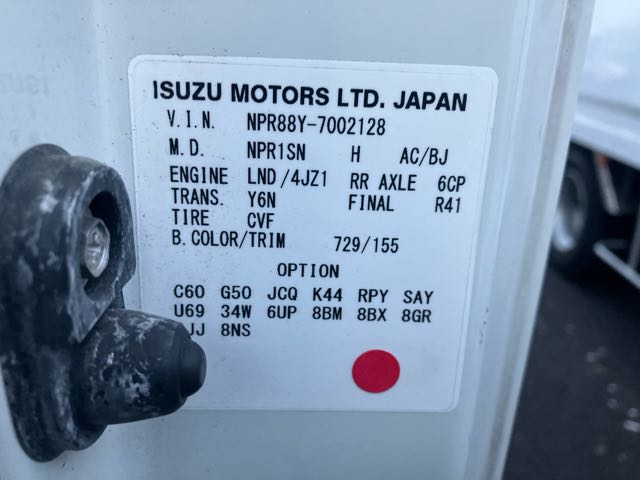 ISUZU MOTORS LTD. JAPAN
V.I.N. NPR88Y-7002128
M.D. NPR1SN H AC/BJ
ENGINE LND/4JZ1 RR AXLE 6CP
TRANS. Y6N FINAL R41
TIRE CVF
B.COLOR/TRIM 729/155
OPTION
C60 G50 JCQ K44 RPY SAY
U69 34W 6UP 8BM 8BX 8GR
JJ 8NS